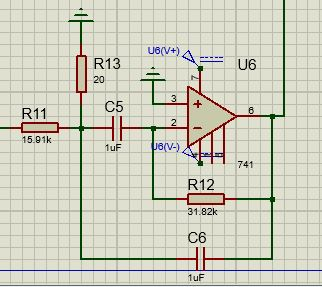 U6(V+)
U6
R13
20
7
3
R11
15.91k
C5
1uF
6
2
U6(V-)
741
R12
31.82k
C6
1uF